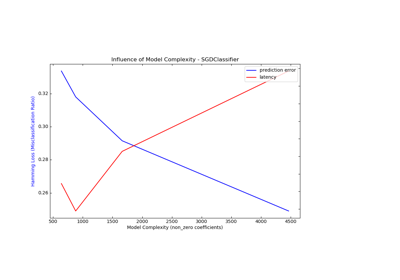 Influence of Model Complexity - SGDClassifier
prediction error
latency
0.32
0.30
0.28
0.26
Hamming Loss (Misclassification Ratio)
500
1000
1500
2000
2500
3000
3500
4000
4500
Model Complexity (non_zero coefficients)